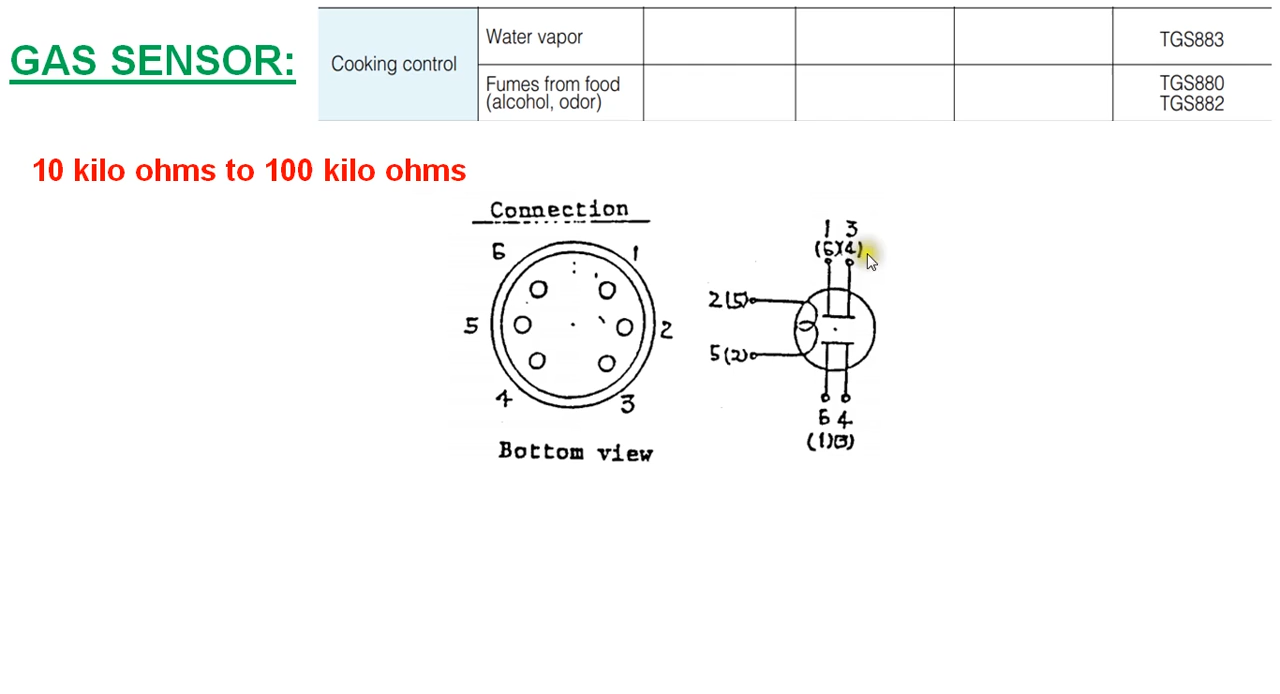 GAS SENSOR:
Cooking control
Water vapor
TGS883
Fumes from food
(alcohol, odor)
TGS880
TGS882
10 kilo ohms to 100 kilo ohms
Connection
6
1
5
2
4
3
Bottom view
1 3
(6)(4)
2(5)
5(2)
6 4
(1)(3)